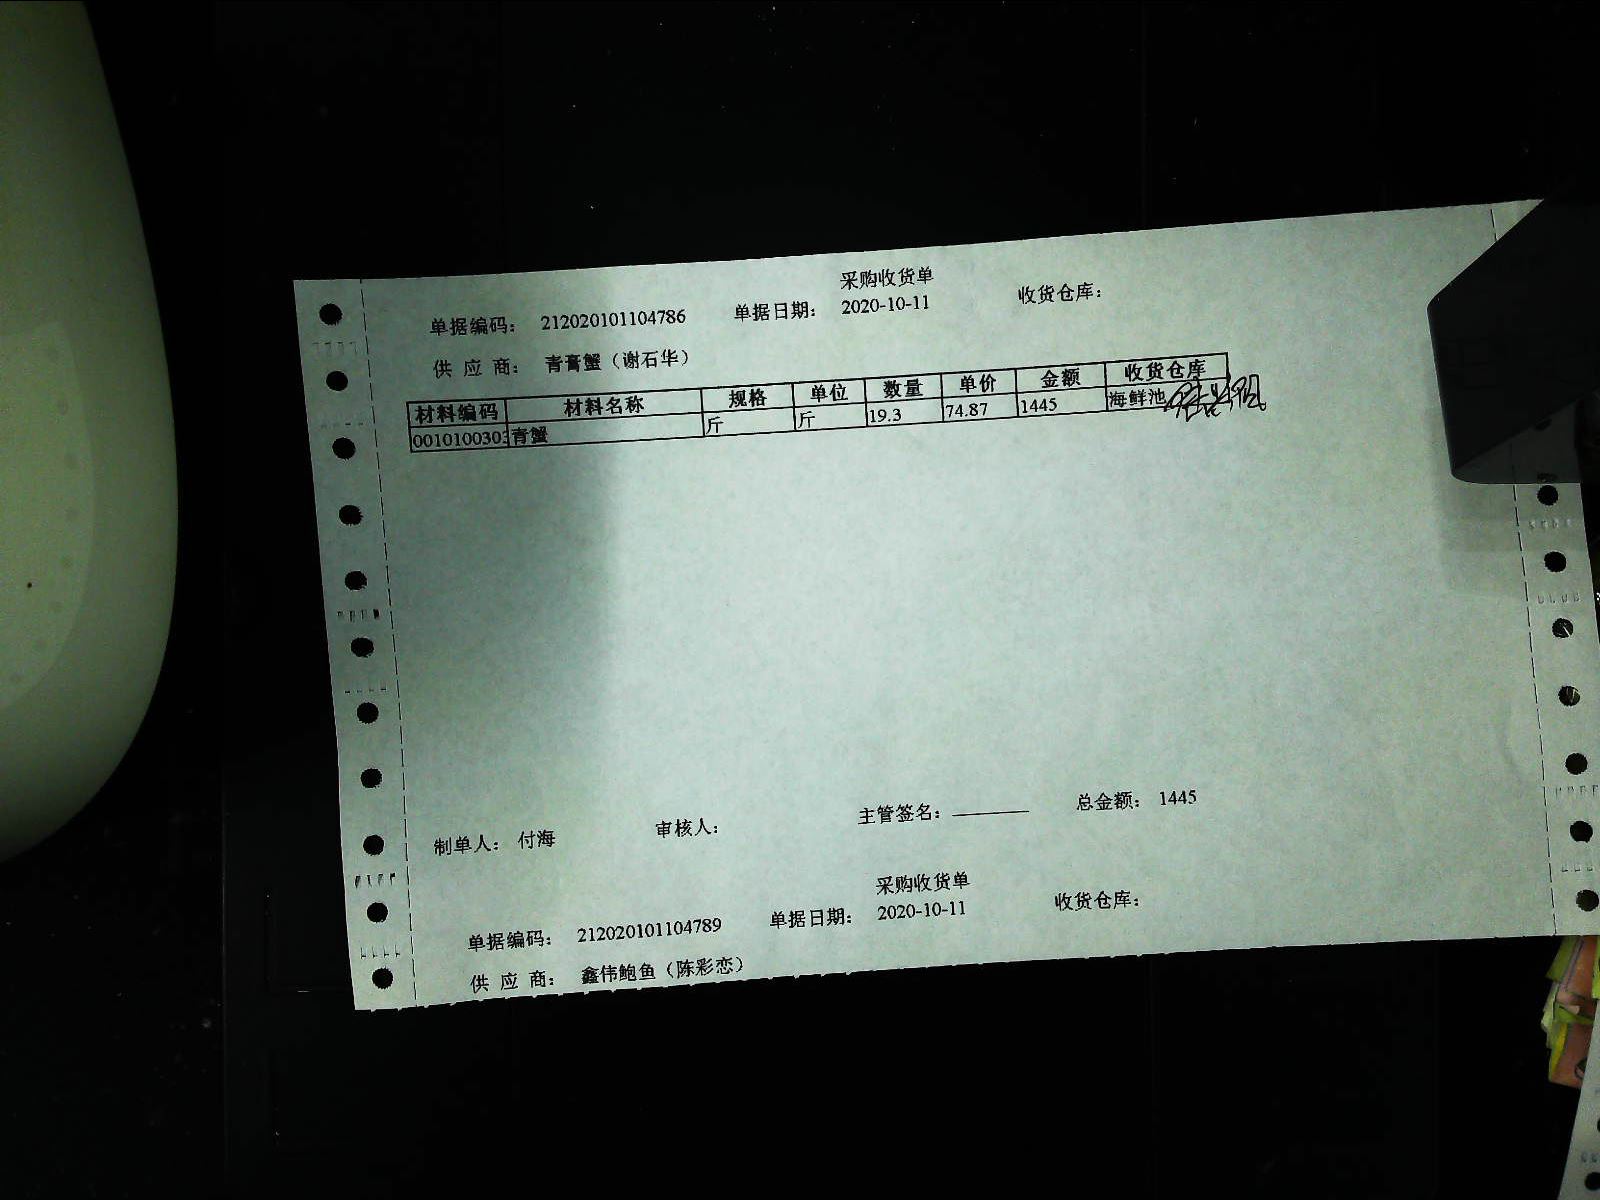 采购收货单
单据编码： 212020101104786 单据日期： 2020-10-11 收货仓库：
供 应 商： 青膏蟹（谢石华）
材料编码 材料名称 规格 单位 数量 单价 金额 收货仓库
0010100303 青蟹 斤 斤 19.3 74.87 1445 海鲜池
制单人： 付海 审核人： 主管签名： 总金额： 1445
采购收货单
单据编码： 212020101104789 单据日期： 2020-10-11 收货仓库：
供 应 商： 鑫伟鲍鱼（陈彩恋）